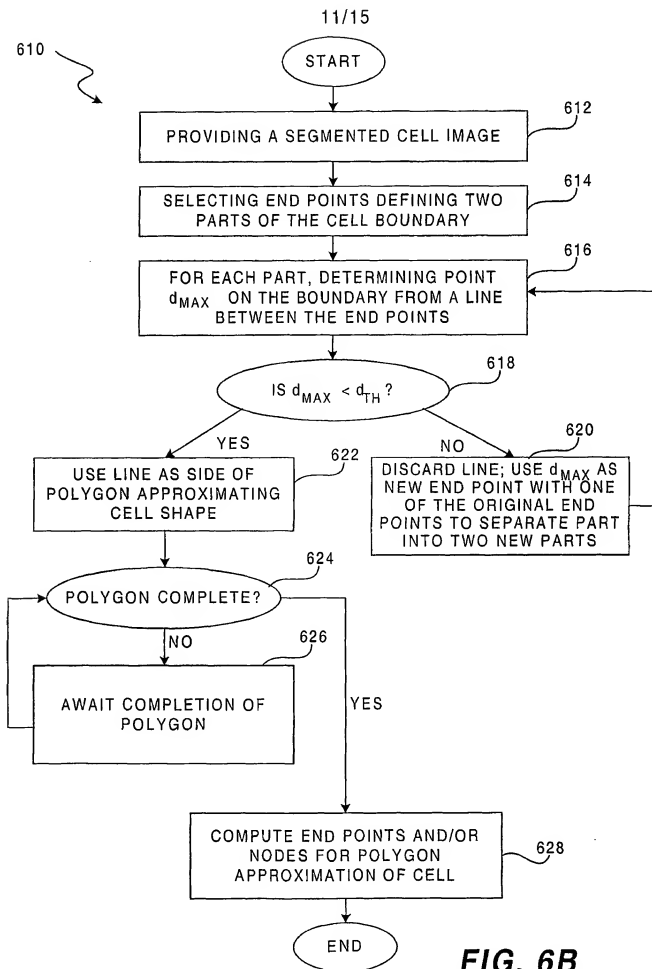 11/15
610
START
PROVIDING A SEGMENTED CELL IMAGE
612
SELECTING END POINTS DEFINING TWO
PARTS OF THE CELL BOUNDARY
614
FOR EACH PART, DETERMINING POINT
dMAX ON THE BOUNDARY FROM A LINE
BETWEEN THE END POINTS
616
IS dMAX < dTH ?
618
YES
NO
USE LINE AS SIDE OF
POLYGON APPROXIMATING
CELL SHAPE
622
620
DISCARD LINE; USE dMAX AS
NEW END POINT WITH ONE
OF THE ORIGINAL END
POINTS TO SEPARATE PART
INTO TWO NEW PARTS
POLYGON COMPLETE?
624
NO
YES
AWAIT COMPLETION OF
POLYGON
626
COMPUTE END POINTS AND/OR
NODES FOR POLYGON
APPROXIMATION OF CELL
628
END
FIG. 6B